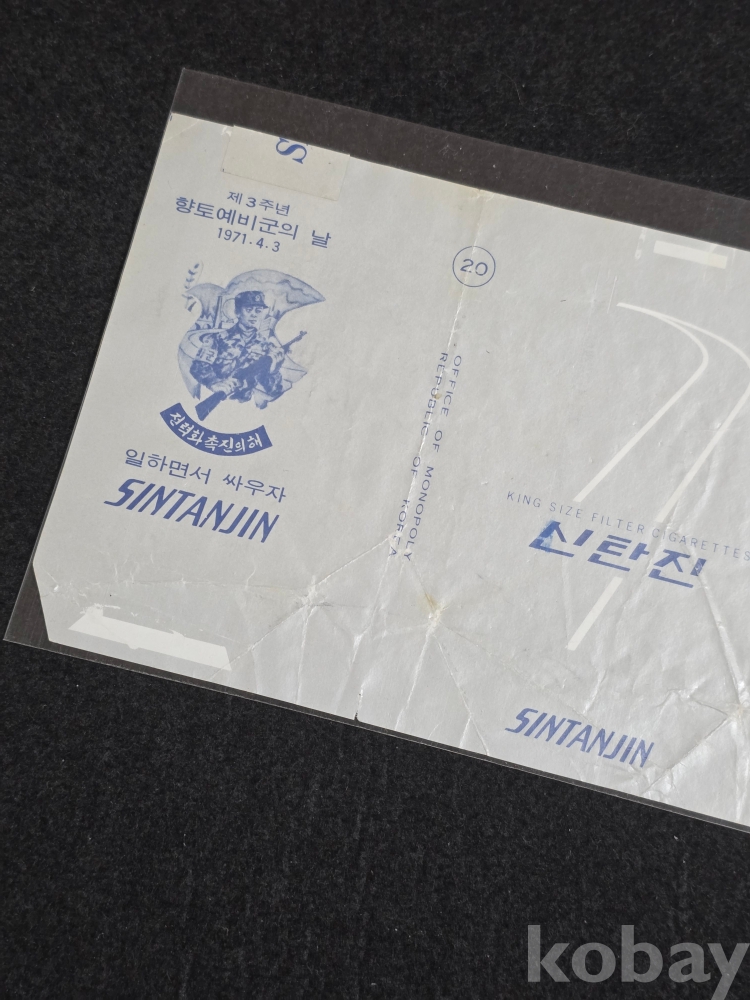 S
제3주년
향토예비군의 날
1971.4.3
전력화촉진의해
일하면서 싸우자
SINTANJIN
20
OFFICE OF MONOPOLY
REPUBLIC OF KOREA
KING SIZE FILTER CIGARETTES
신탄진
SINTANJIN
kobay